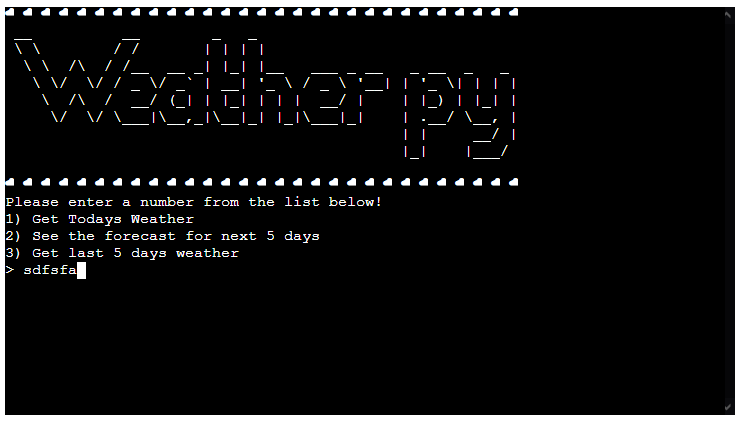 Weather py
Please enter a number from the list below!
1) Get Todays Weather
2) See the forecast for next 5 days
3) Get last 5 days weather
> sdfsfa